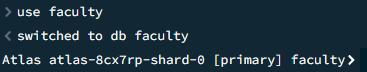 > use faculty
< switched to db faculty
Atlas atlas-8cx7rp-shard-0 [primary] faculty>